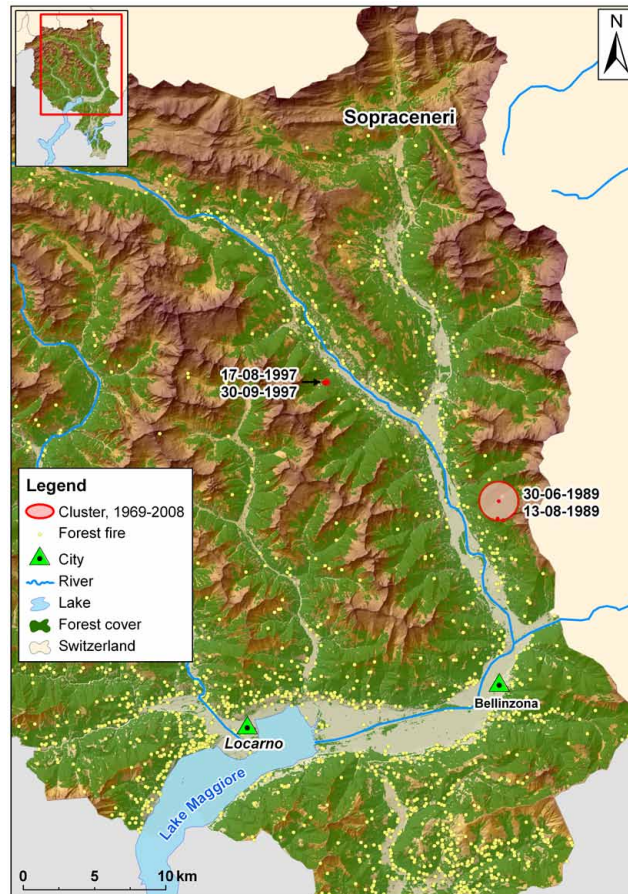 N
Sopraceneri
17-08-1997
30-09-1997
30-06-1989
13-08-1989
Legend
Cluster, 1969-2008
Forest fire
City
River
Lake
Forest cover
Switzerland
Bellinzona
Locarno
Lake Maggiore
0 5 10 km